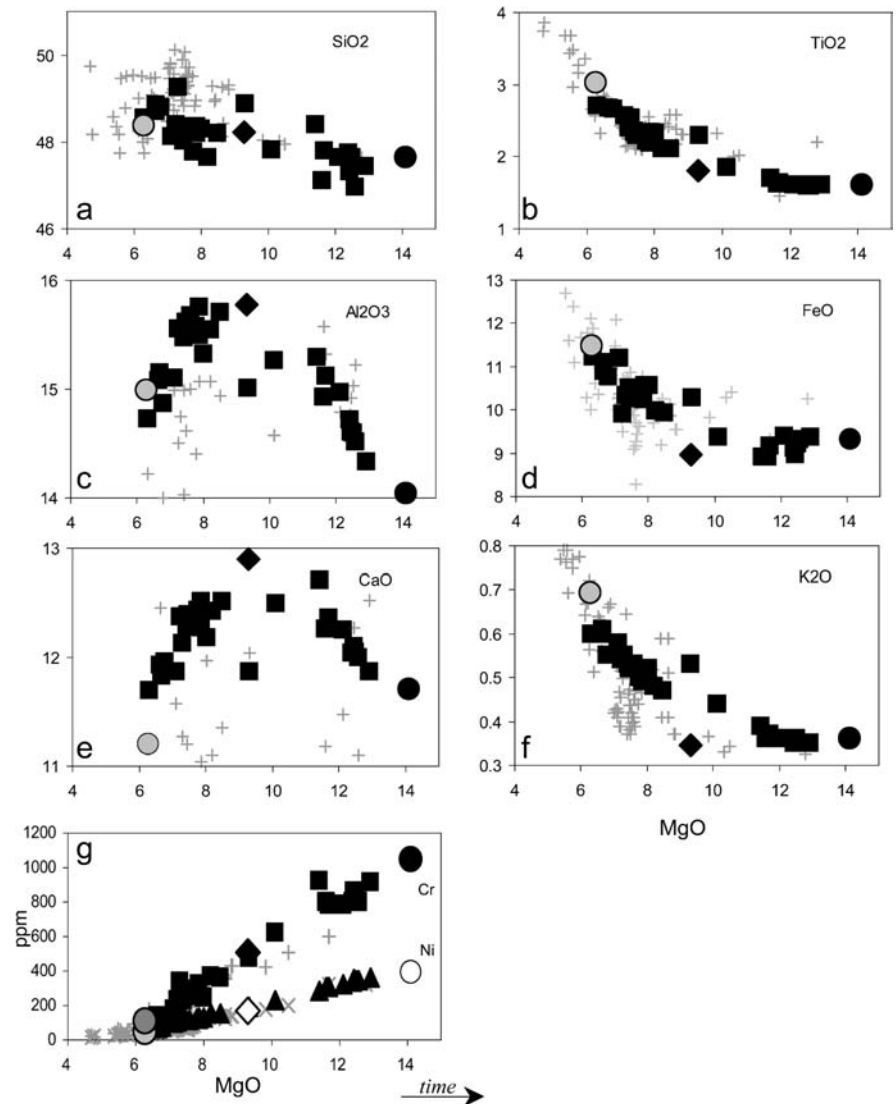 SiO2
50
48
46
a
4 6 8 10 12 14
TiO2
4
3
2
1
b
4 6 8 10 12 14
Al2O3
16
15
14
c
4 6 8 10 12 14
FeO
13
12
11
10
9
8
d
4 6 8 10 12 14
CaO
13
12
11
e
4 6 8 10 12 14
K2O
0.8
0.7
0.6
0.5
0.4
0.3
f
4 6 8 10 12 14
MgO
g
1200
1000
800
600
400
200
0
ppm
Cr
Ni
4 6 8 10 12 14
MgO
time